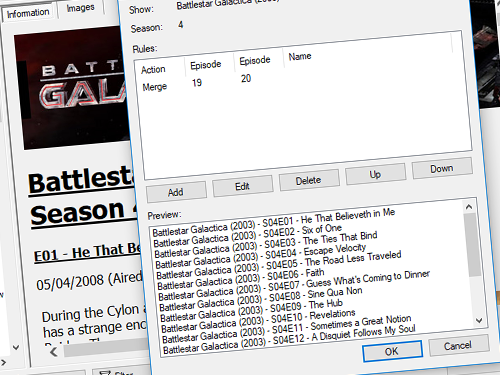 Information
Images
BATT
GALA
Battlesta
Season 4
E01 - He That Be
05/04/2008 (Aired
During the Cylon a
has a strange enc
Show: Battlestar Galactica (2003)
Season: 4
Rules:
Action Episode Episode Name
Merge 19 20
Add Edit Delete Up Down
Preview:
Battlestar Galactica (2003) - S04E01 - He That Believeth in Me
Battlestar Galactica (2003) - S04E02 - Six of One
Battlestar Galactica (2003) - S04E03 - The Ties That Bind
Battlestar Galactica (2003) - S04E04 - Escape Velocity
Battlestar Galactica (2003) - S04E05 - The Road Less Traveled
Battlestar Galactica (2003) - S04E06 - Faith
Battlestar Galactica (2003) - S04E07 - Guess What's Coming to Dinner
Battlestar Galactica (2003) - S04E08 - Sine Qua Non
Battlestar Galactica (2003) - S04E09 - The Hub
Battlestar Galactica (2003) - S04E10 - Revelations
Battlestar Galactica (2003) - S04E11 - Sometimes a Great Notion
Battlestar Galactica (2003) - S04E12 - A Disquiet Follows My Soul
OK Cancel
Filter